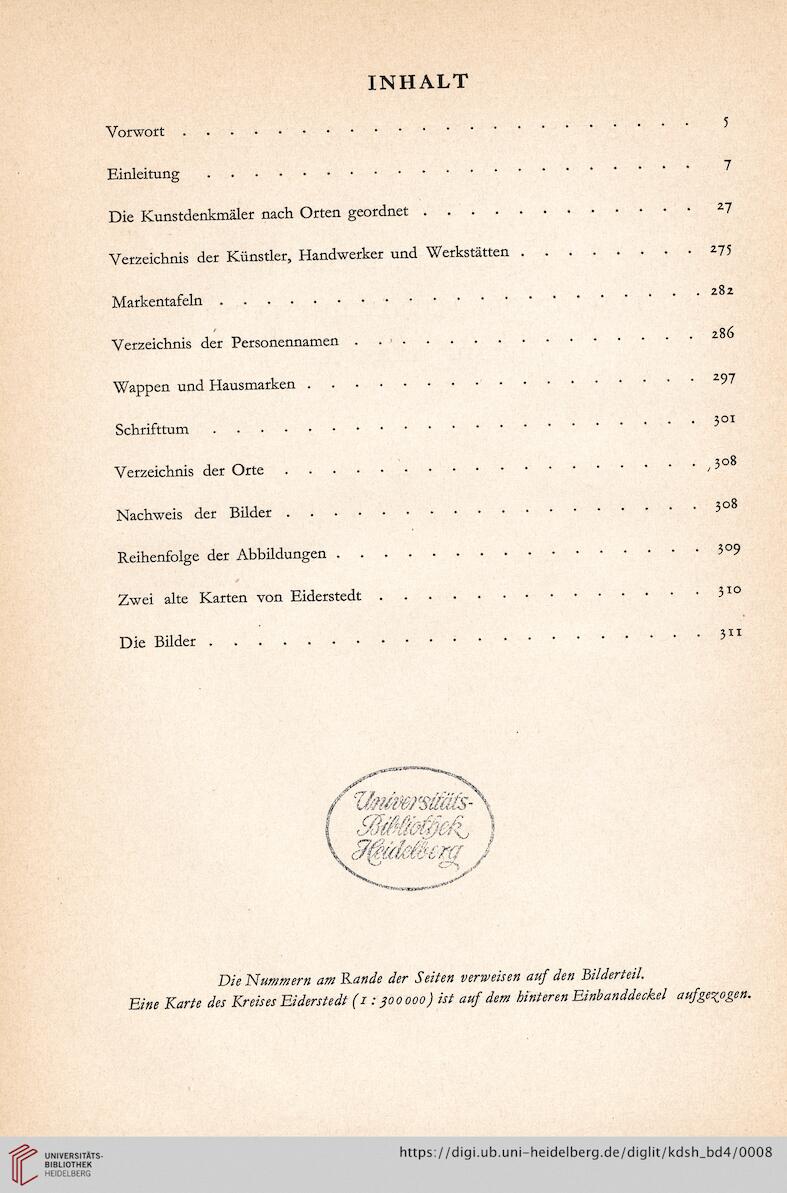 INHALT
Vorwort . . . . . . . . . . . . . . . . . . . . . . 5
Einleitung . . . . . . . . . . . . . . . . . . . . . 7
Die Kunstdenkmäler nach Orten geordnet . . . . . . . . . . . . 27
Verzeichnis der Künstler, Handwerker und Werkstätten . . . . . . . . 275
Markentafeln . . . . . . . . . . . . . . . . . . . . . 282
Verzeichnis der Personennamen . . . . . . . . . . . . . . . 286
Wappen und Hausmarken . . . . . . . . . . . . . . . . . 297
Schrifttum . . . . . . . . . . . . . . . . . . . . . 301
Verzeichnis der Orte . . . . . . . . . . . . . . . . . . 308
Nachweis der Bilder . . . . . . . . . . . . . . . . . . 308
Reihenfolge der Abbildungen . . . . . . . . . . . . . . . . 309
Zwei alte Karten von Eiderstedt . . . . . . . . . . . . . . 310
Die Bilder . . . . . . . . . . . . . . . . . . . . . 311
Universitäts-
Bibliothek
Heidelberg
Die Nummern am Rande der Seiten verweisen auf den Bilderteil.
Eine Karte des Kreises Eiderstedt (1 : 300 000) ist auf dem hinteren Einbanddeckel aufgezogen.
UNIVERSITÄTS-
BIBLIOTHEK
HEIDELBERG
https://digi.ub.uni-heidelberg.de/diglit/kdsh_bd4/0008